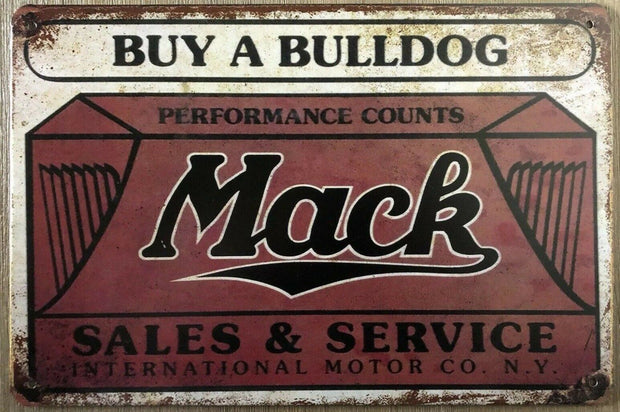 BUY A BULLDOG
PERFORMANCE COUNTS
Mack
SALES & SERVICE
INTERNATIONAL MOTOR CO. N.Y.